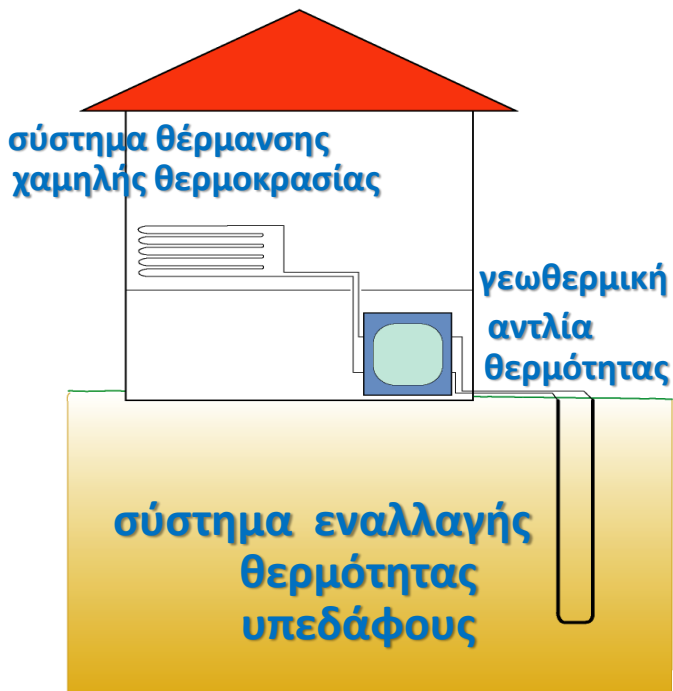 σύστημα θέρμανσης
χαμηλής θερμοκρασίας
γεωθερμική
αντλία
θερμότητας
σύστημα εναλλαγής
θερμότητας
υπεδάφους